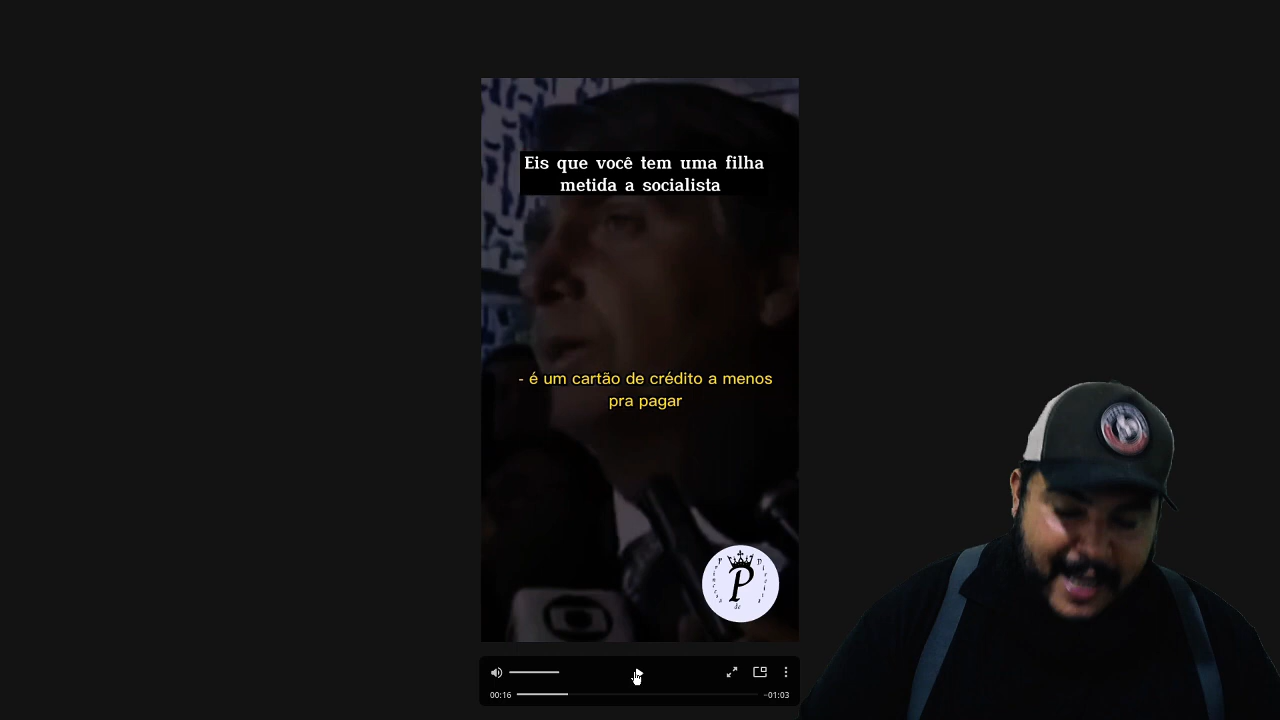 Eis que você tem uma filha
metida a socialista
- é um cartão de crédito a menos
pra pagar
P
de
00:16
−01:03